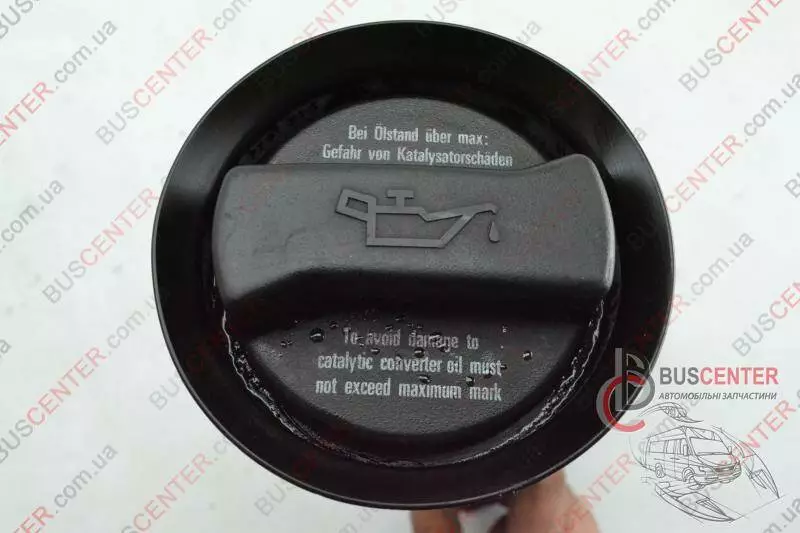 Bei Ölstand über max:
Gefahr von Katalysatorschäden
To avoid damage to
catalytic converter oil must
not exceed maximum mark
BUSCENTER
АВТОМОБІЛЬНІ ЗАПЧАСТИНИ
BUSCENTER.com.ua